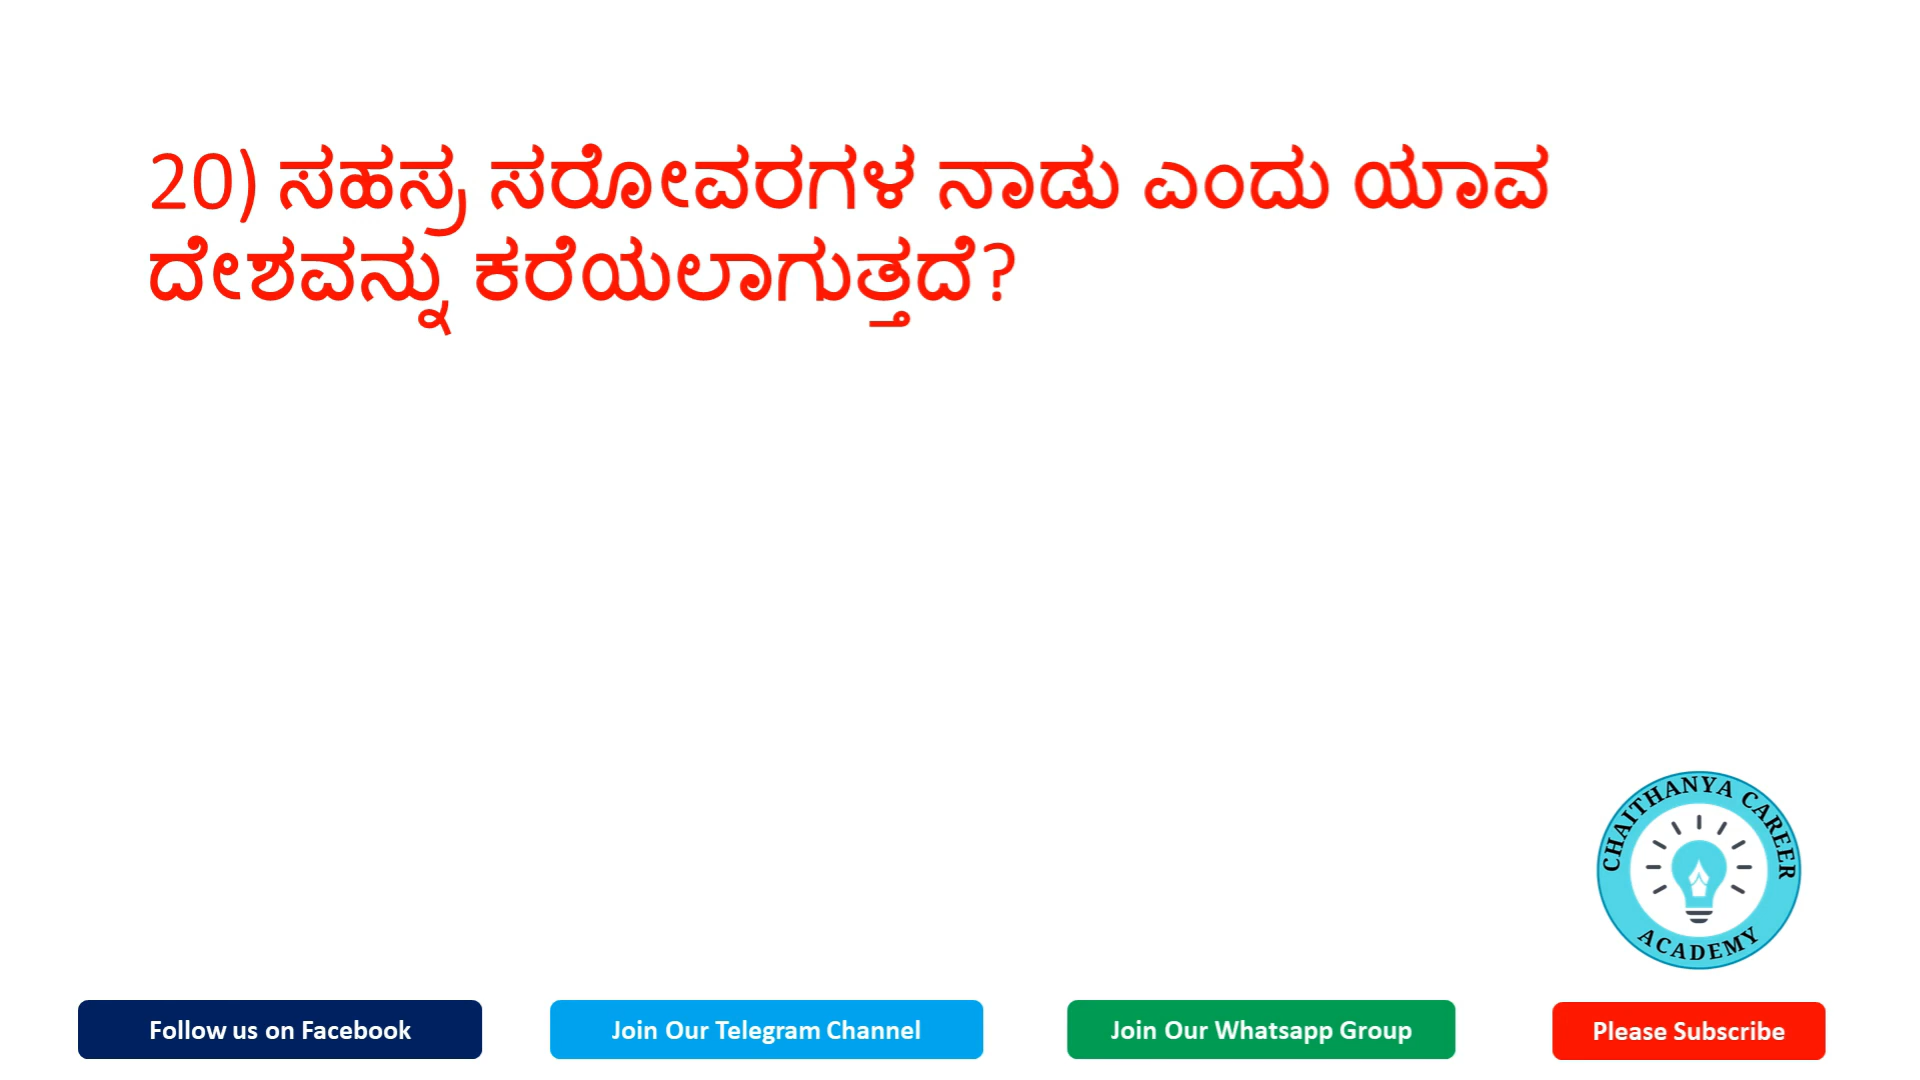 20) ಸಹಸ್ರ ಸರೋವರಗಳ ನಾಡು ಎಂದು ಯಾವ
ದೇಶವನ್ನು ಕರೆಯಲಾಗುತ್ತದೆ?
CHAITHANYA CAREER
ACADEMY
Follow us on Facebook
Join Our Telegram Channel
Join Our Whatsapp Group
Please Subscribe